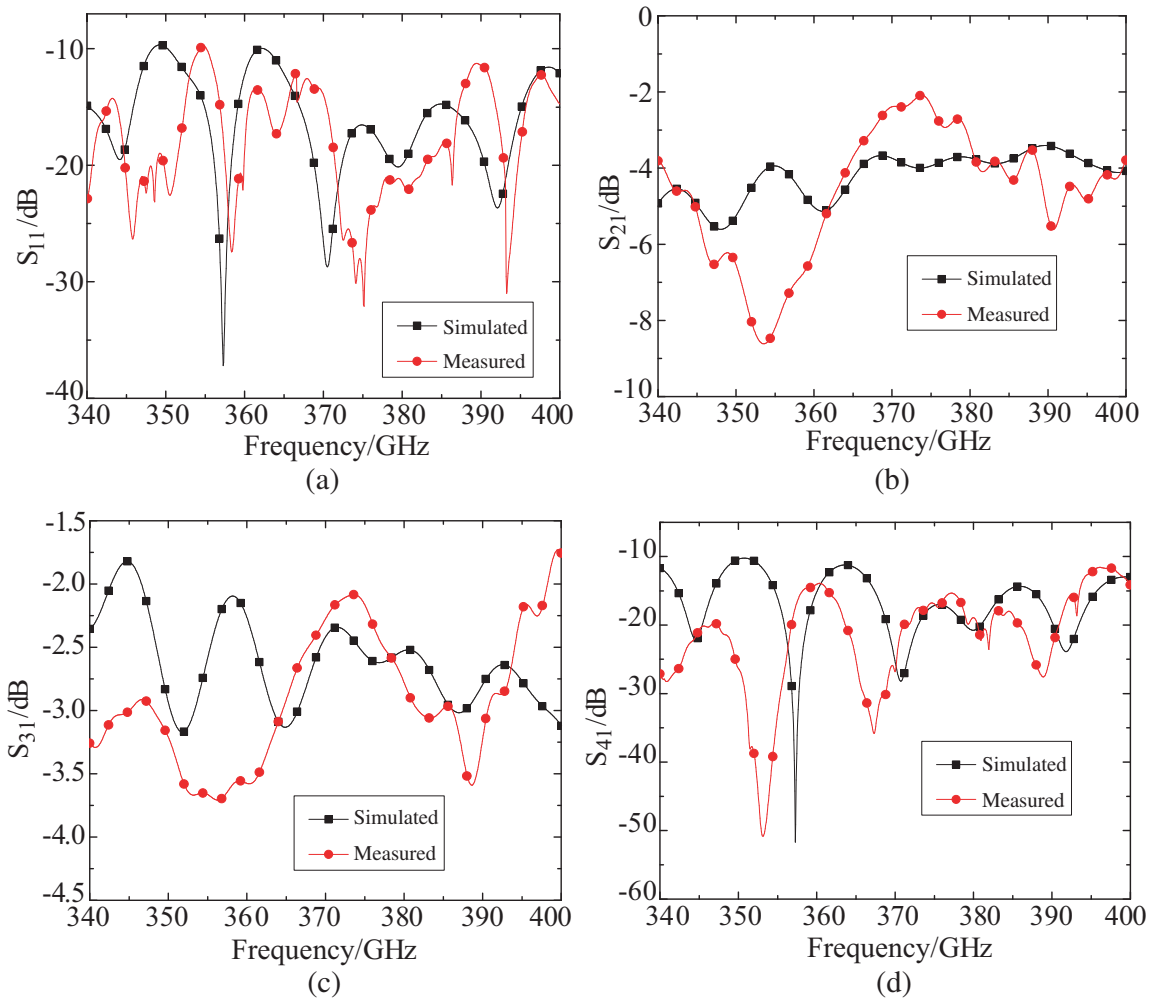 -10
-20
-30
-40
S11/dB
Simulated
Measured
340 350 360 370 380 392 400
Frequency/GHz
(a)
0
-2
-4
-6
-8
-10
S21/dB
Simulated
Measured
340 350 360 370 380 390 400
Frequency/GHz
(b)
-1.5
-2.0
-2.5
-3.0
-3.5
-4.0
-4.5
S31/dB
Simulated
Measured
340 350 360 370 380 392 400
Frequency/GHz
(c)
-10
-20
-30
-40
-50
-60
S41/dB
Simulated
Measured
340 350 360 370 380 392 400
Frequency/GHz
(d)